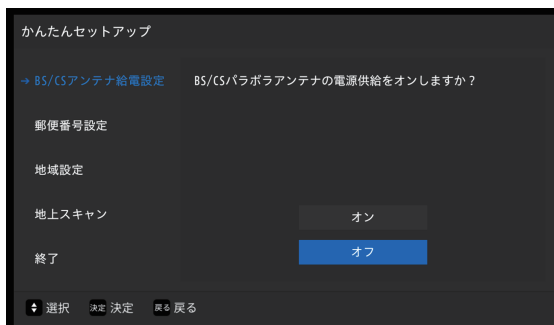 かんたんセットアップ
→ BS/CSアンテナ給電設定
BS/CSパラボラアンテナの電源供給をオンしますか？
郵便番号設定
地域設定
地上スキャン
オン
終了
オフ
選択 決定 決定 戻る 戻る